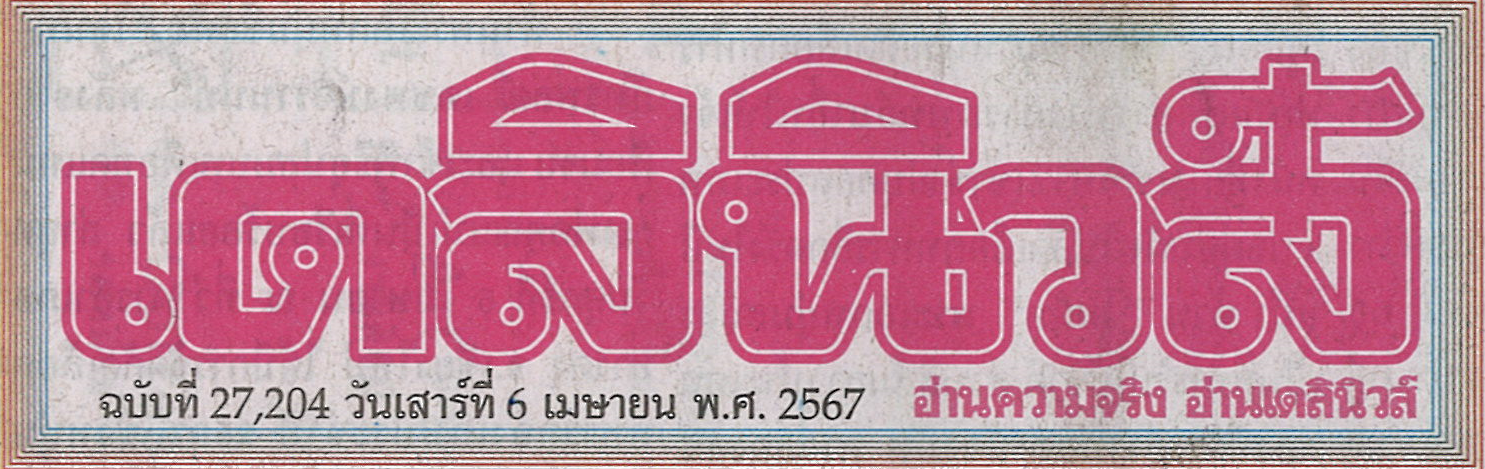 เดลินิวส์
ฉบับที่ 27,204 วันเสาร์ที่ 6 เมษายน พ.ศ. 2567 อ่านความจริง อ่านเดลินิวส์